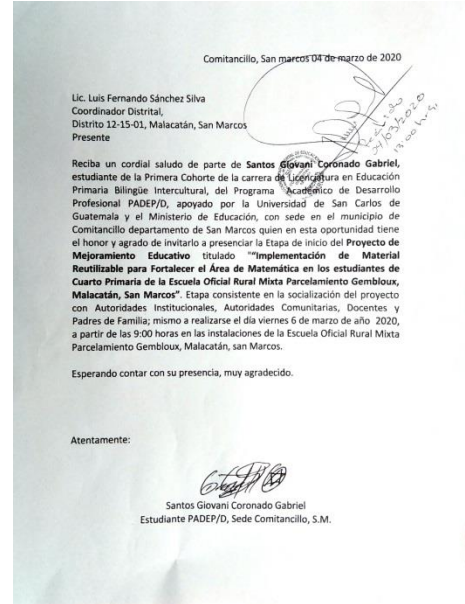 Comitancillo, San marcos 04 de marzo de 2020
Recibido
04/03/2020
13:00 hrs.
Lic. Luis Fernando Sánchez Silva
Coordinador Distrital,
Distrito 12-15-01, Malacatán, San Marcos
Presente
Reciba un cordial saludo de parte de Santos Giovani Coronado Gabriel,
estudiante de la Primera Cohorte de la carrera de Licenciatura en Educación
Primaria Bilingüe Intercultural, del Programa Académico de Desarrollo
Profesional PADEP/D, apoyado por la Universidad de San Carlos de
Guatemala y el Ministerio de Educación, con sede en el municipio de
Comitancillo departamento de San Marcos quien en esta oportunidad tiene
el honor y agrado de invitarlo a presenciar la Etapa de inicio del Proyecto de
Mejoramiento Educativo titulado "“Implementación de Material
Reutilizable para Fortalecer el Área de Matemática en los estudiantes de
Cuarto Primaria de la Escuela Oficial Rural Mixta Parcelamiento Gembloux,
Malacatán, San Marcos”. Etapa consistente en la socialización del proyecto
con Autoridades Institucionales, Autoridades Comunitarias, Docentes y
Padres de Familia; mismo a realizarse el día viernes 6 de marzo de año 2020,
a partir de las 9:00 horas en las instalaciones de la Escuela Oficial Rural Mixta
Parcelamiento Gembloux, Malacatán, san Marcos.
Esperando contar con su presencia, muy agradecido.
Atentamente:
Santos Giovani Coronado Gabriel
Estudiante PADEP/D, Sede Comitancillo, S.M.